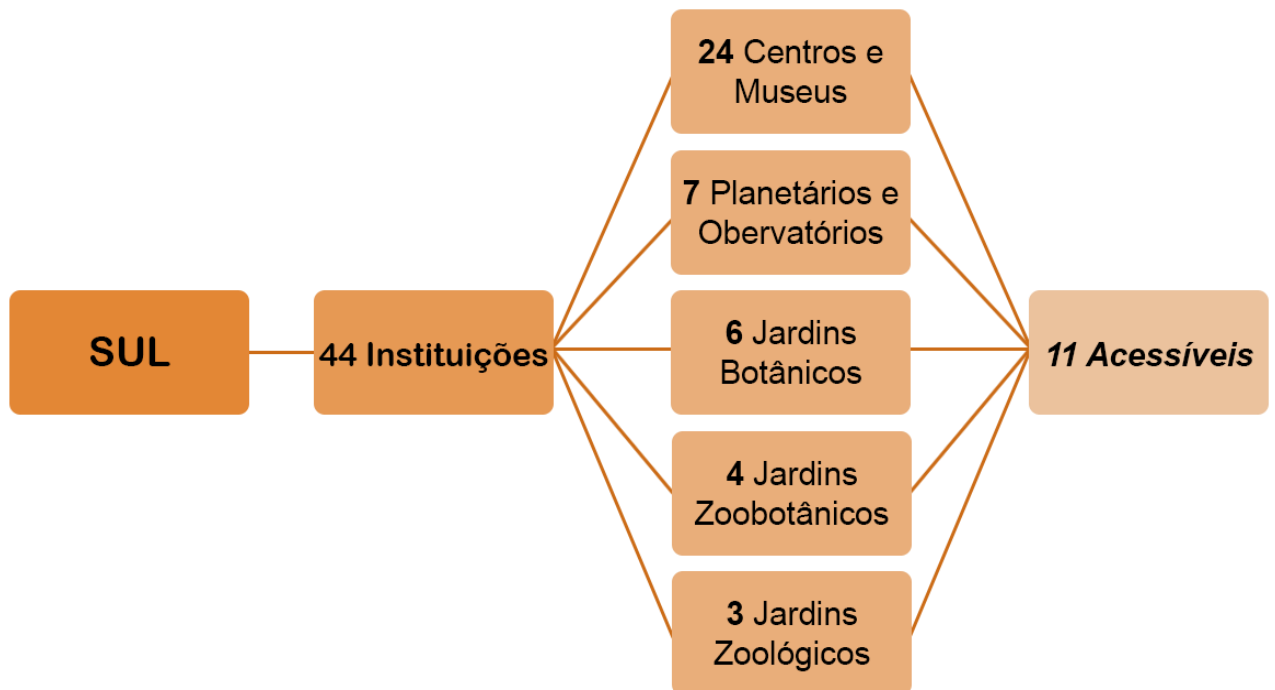 SUL
44 Instituições
24 Centros e
Museus
7 Planetários e
Obervatórios
6 Jardins
Botânicos
4 Jardins
Zoobotânicos
3 Jardins
Zoológicos
11 Acessíveis